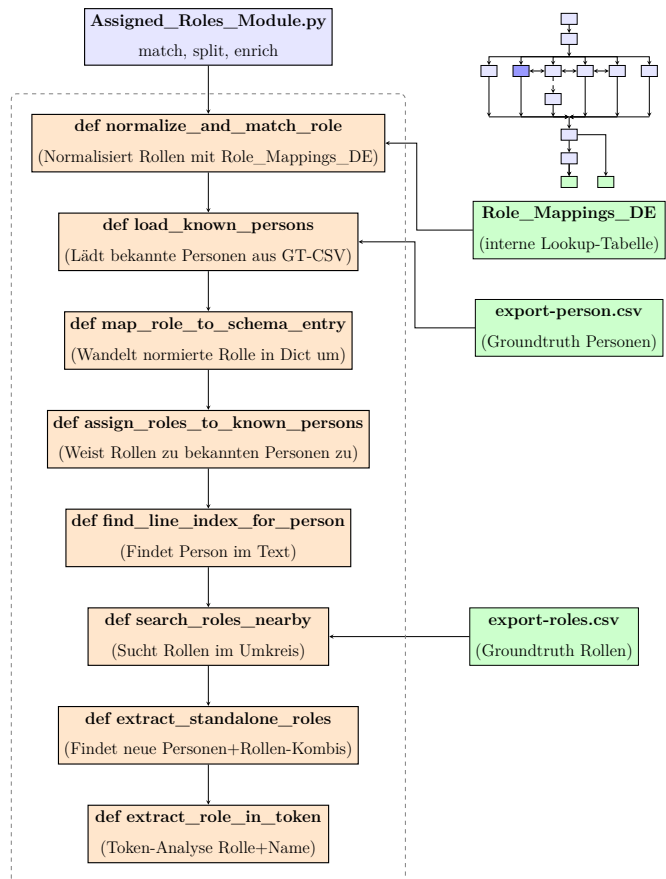 Assigned_Roles_Module.py
match, split, enrich
def normalize_and_match_role
(Normalisiert Rollen mit Role_Mappings_DE)
def load_known_persons
(Lädt bekannte Personen aus GT-CSV)
def map_role_to_schema_entry
(Wandelt normierte Rolle in Dict um)
def assign_roles_to_known_persons
(Weist Rollen zu bekannten Personen zu)
def find_line_index_for_person
(Findet Person im Text)
def search_roles_nearby
(Sucht Rollen im Umkreis)
def extract_standalone_roles
(Findet neue Personen+Rollen-Kombis)
def extract_role_in_token
(Token-Analyse Rolle+Name)
Role_Mappings_DE
(interne Lookup-Tabelle)
export-person.csv
(Groundtruth Personen)
export-roles.csv
(Groundtruth Rollen)